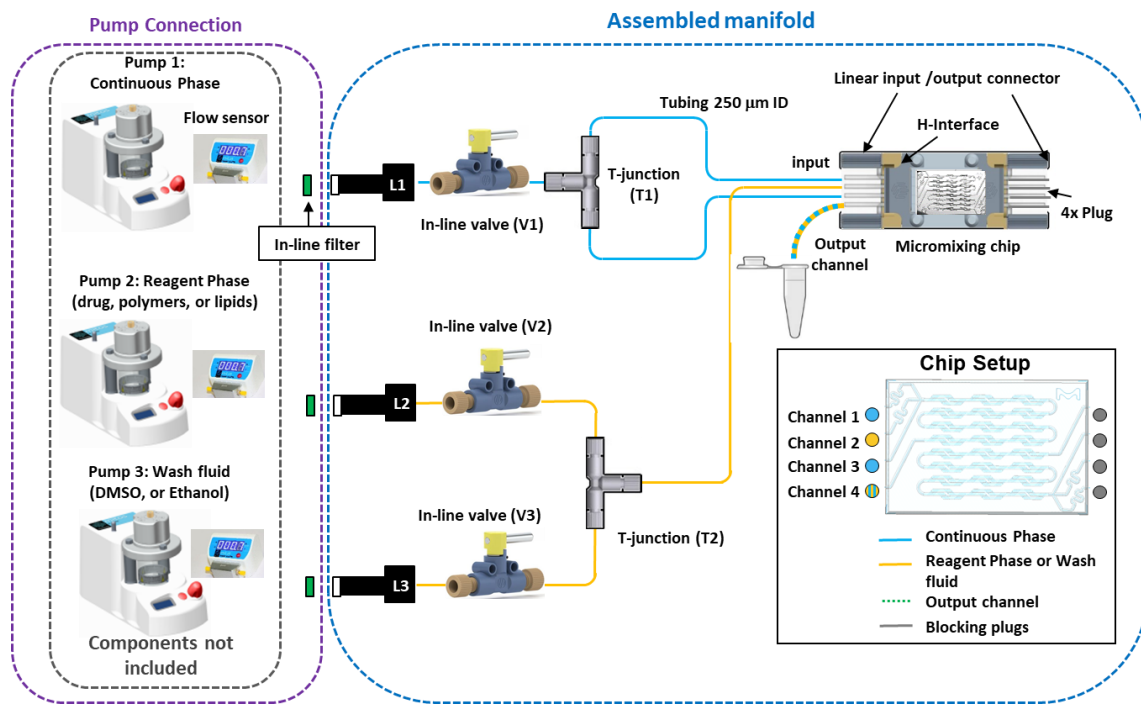 Pump Connection
Assembled manifold
Pump 1:
Continuous Phase
Flow sensor
In-line filter
L1
In-line valve (V1)
T-junction
(T1)
Tubing 250 µm ID
Linear input /output connector
H-Interface
input
4x Plug
Output
channel
Micromixing chip
Pump 2: Reagent Phase
(drug, polymers, or lipids)
L2
In-line valve (V2)
Pump 3: Wash fluid
(DMSO, or Ethanol)
L3
In-line valve (V3)
T-junction (T2)
Components not
included
Chip Setup
Channel 1
Channel 2
Channel 3
Channel 4
Continuous Phase
Reagent Phase or Wash
fluid
Output channel
Blocking plugs